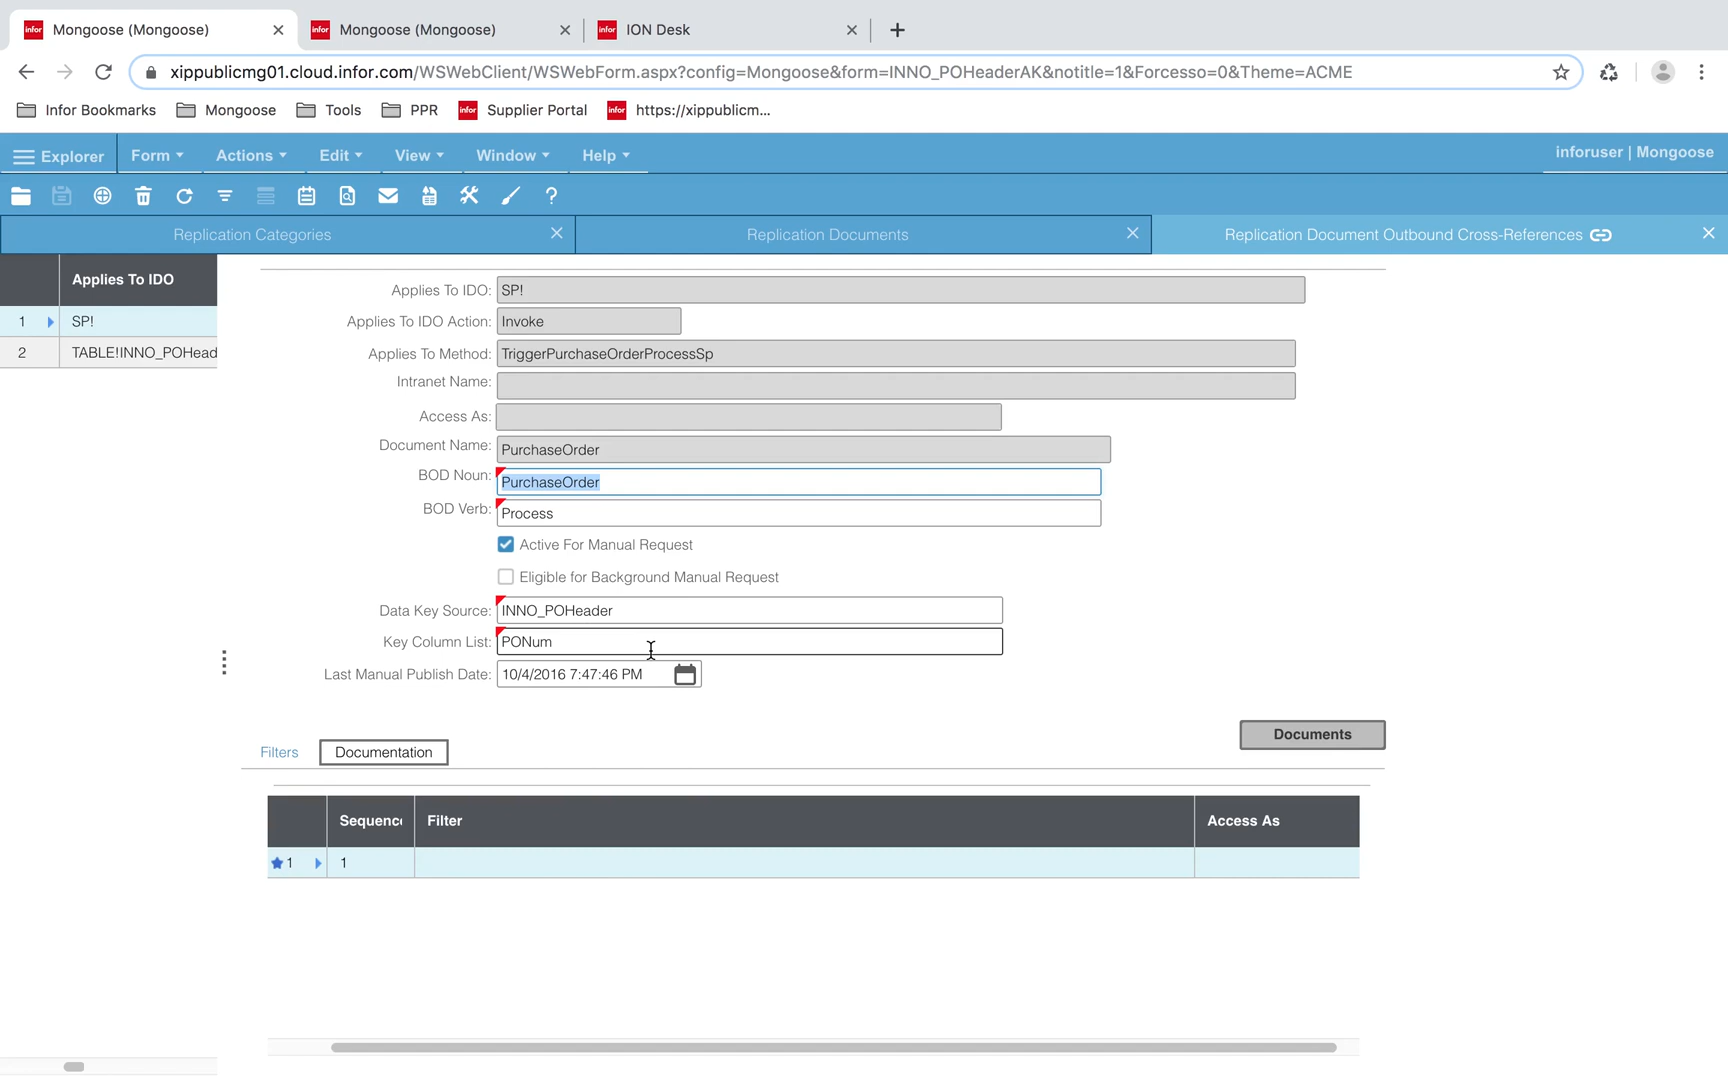 infor Mongoose (Mongoose)
infor Mongoose (Mongoose)
infor ION Desk
xippublicmg01.cloud.infor.com/WSWebClient/WSWebForm.aspx?config=Mongoose&form=INNO_POHeaderAK&notitle=1&Forcesso=0&Theme=ACME
Infor Bookmarks
Mongoose
Tools
PPR
infor Supplier Portal
infor https://xippublicm...
Explorer
Form
Actions
Edit
View
Window
Help
inforuser | Mongoose
?
Replication Categories
Replication Documents
Replication Document Outbound Cross-References
Applies To IDO
1 SP!
2 TABLE!INNO_POHead
Applies To IDO: SP!
Applies To IDO Action: Invoke
Applies To Method: TriggerPurchaseOrderProcessSp
Intranet Name:
Access As:
Document Name: PurchaseOrder
BOD Noun: PurchaseOrder
BOD Verb: Process
Active For Manual Request
Eligible for Background Manual Request
Data Key Source: INNO_POHeader
Key Column List: PONum
Last Manual Publish Date: 10/4/2016 7:47:46 PM
Documents
Filters
Documentation
Sequenc Filter Access As
1 1